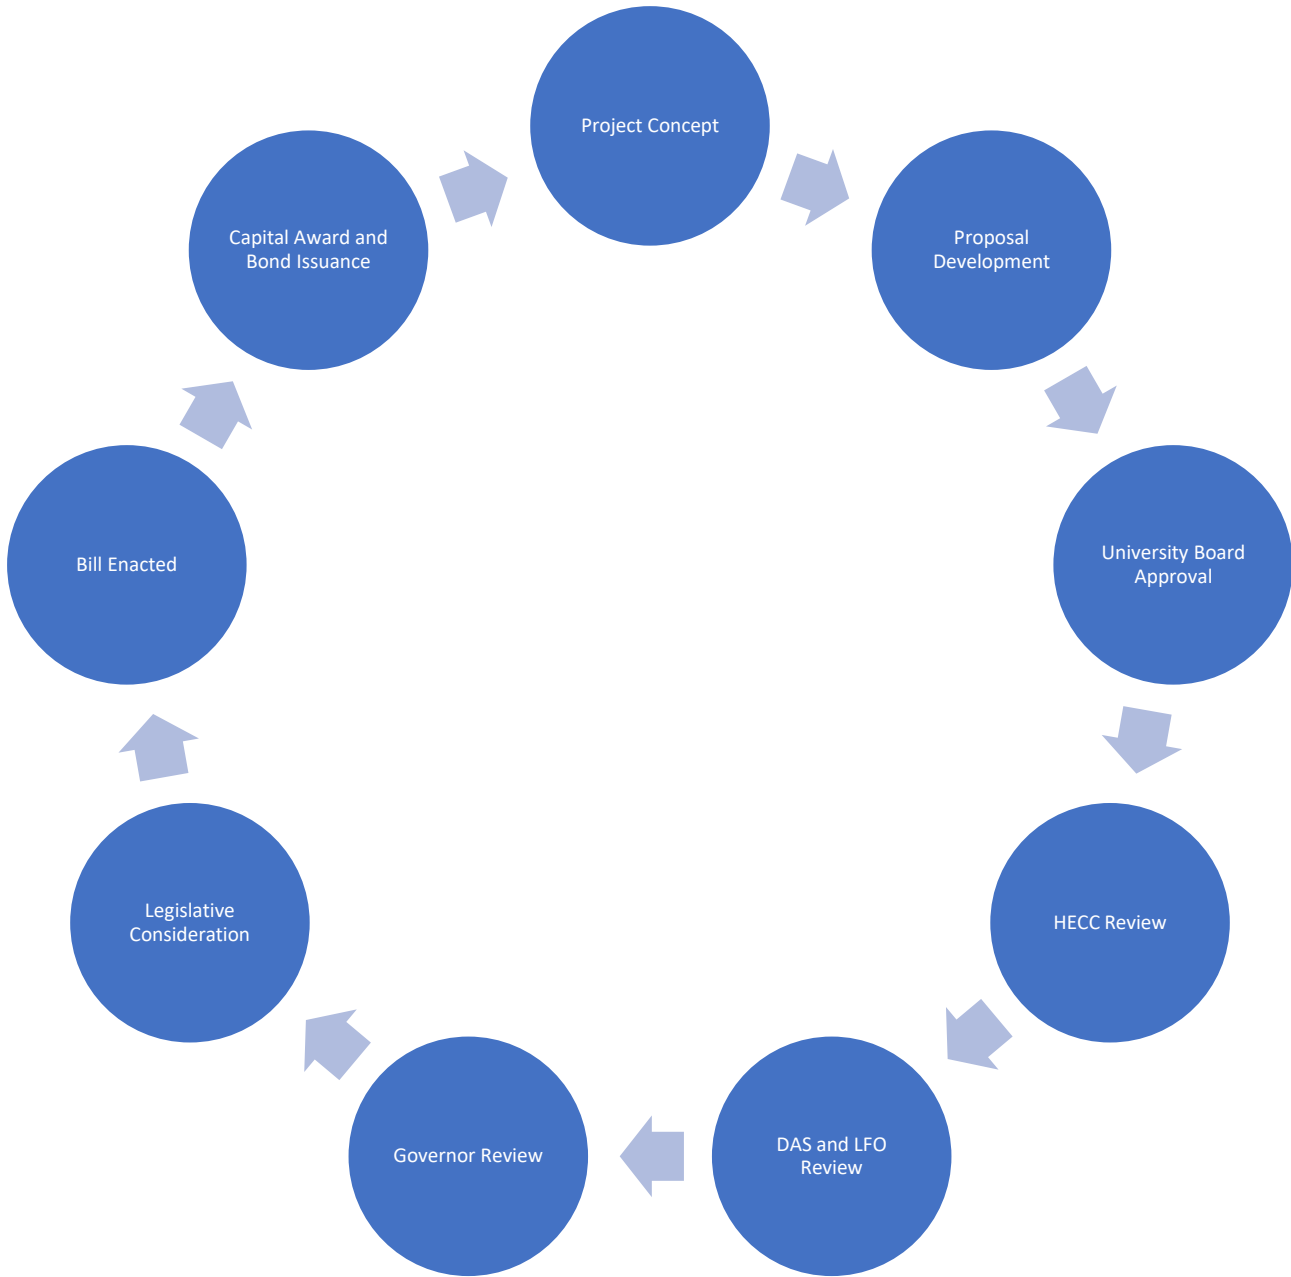 Project Concept
Proposal
Development
University Board
Approval
HECC Review
DAS and LFO
Review
Governor Review
Legislative
Consideration
Bill Enacted
Capital Award and
Bond Issuance